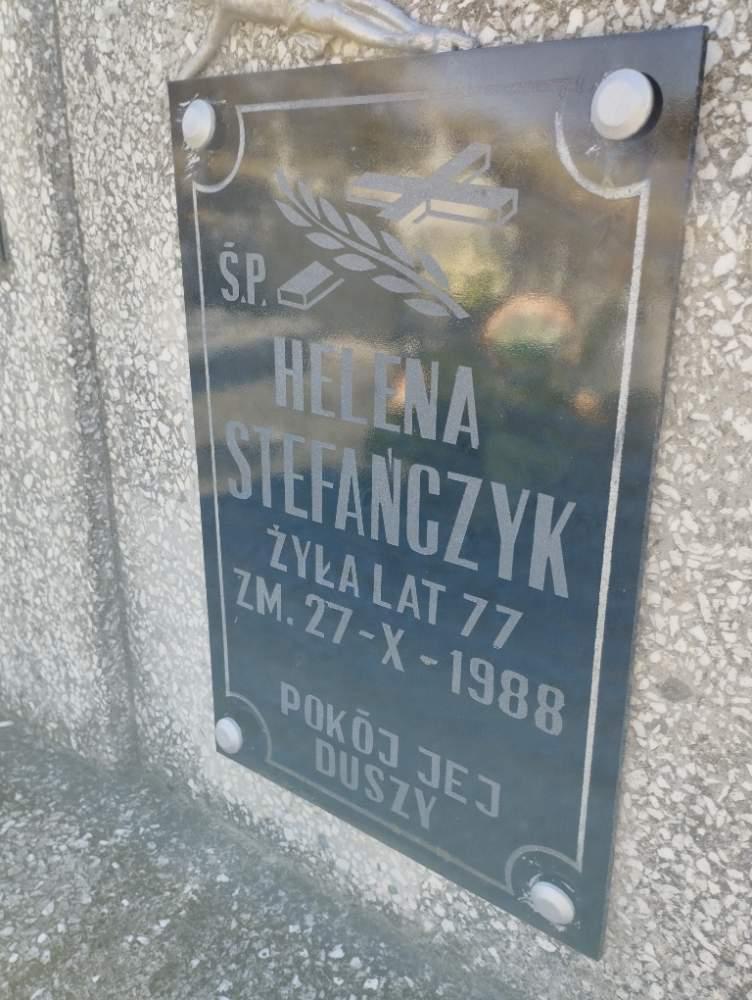 Ś.P.
HELENA
STEFAŃCZYK
ŻYŁA LAT 77
ZM. 27-X-1988
POKÓJ JEJ
DUSZY